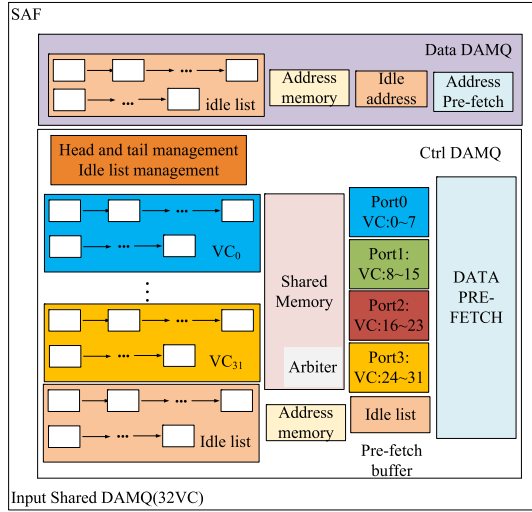 SAF
Data DAMQ
...
... idle list
Address
memory
Idle
address
Address
Pre-fetch
Head and tail management
Idle list management
Ctrl DAMQ
...
...
VC0
...
...
...
VC31
...
... Idle list
Shared
Memory
Arbiter
Address
memory
Port0
VC:0~7
Port1:
VC:8~15
Port2:
VC:16~23
Port3:
VC:24~31
Idle list
Pre-fetch
buffer
DATA
PRE-
FETCH
Input Shared DAMQ(32VC)